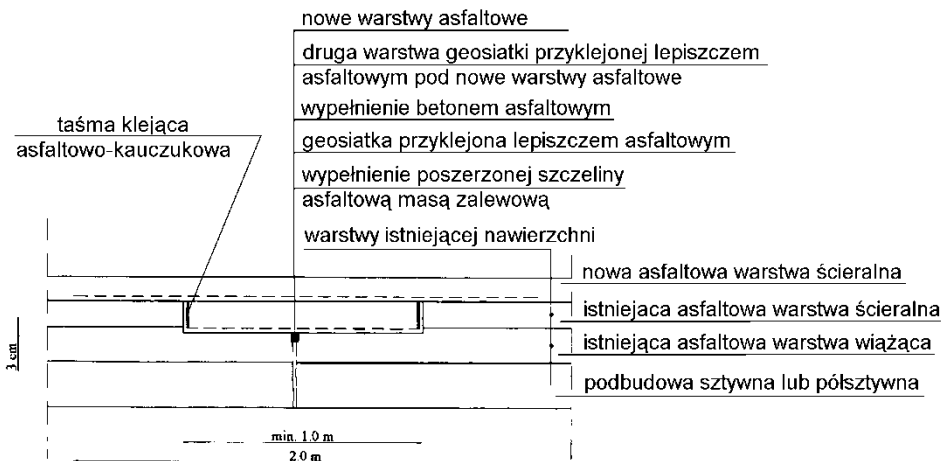 nowe warstwy asfaltowe
druga warstwa geosiatki przyklejonej lepiszczem
asfaltowym pod nowe warstwy asfaltowe
wypełnienie betonem asfaltowym
geosiatka przyklejona lepiszczem asfaltowym
wypełnienie poszerzonej szczeliny
asfaltową masą zalewową
warstwy istniejącej nawierzchni
taśma klejąca
asfaltowo-kauczukowa
nowa asfaltowa warstwa ścieralna
istniejaca asfaltowa warstwa ścieralna
istniejąca asfaltowa warstwa wiążąca
podbudowa sztywna lub półsztywna
3 cm
min. 1.0 m
2.0 m